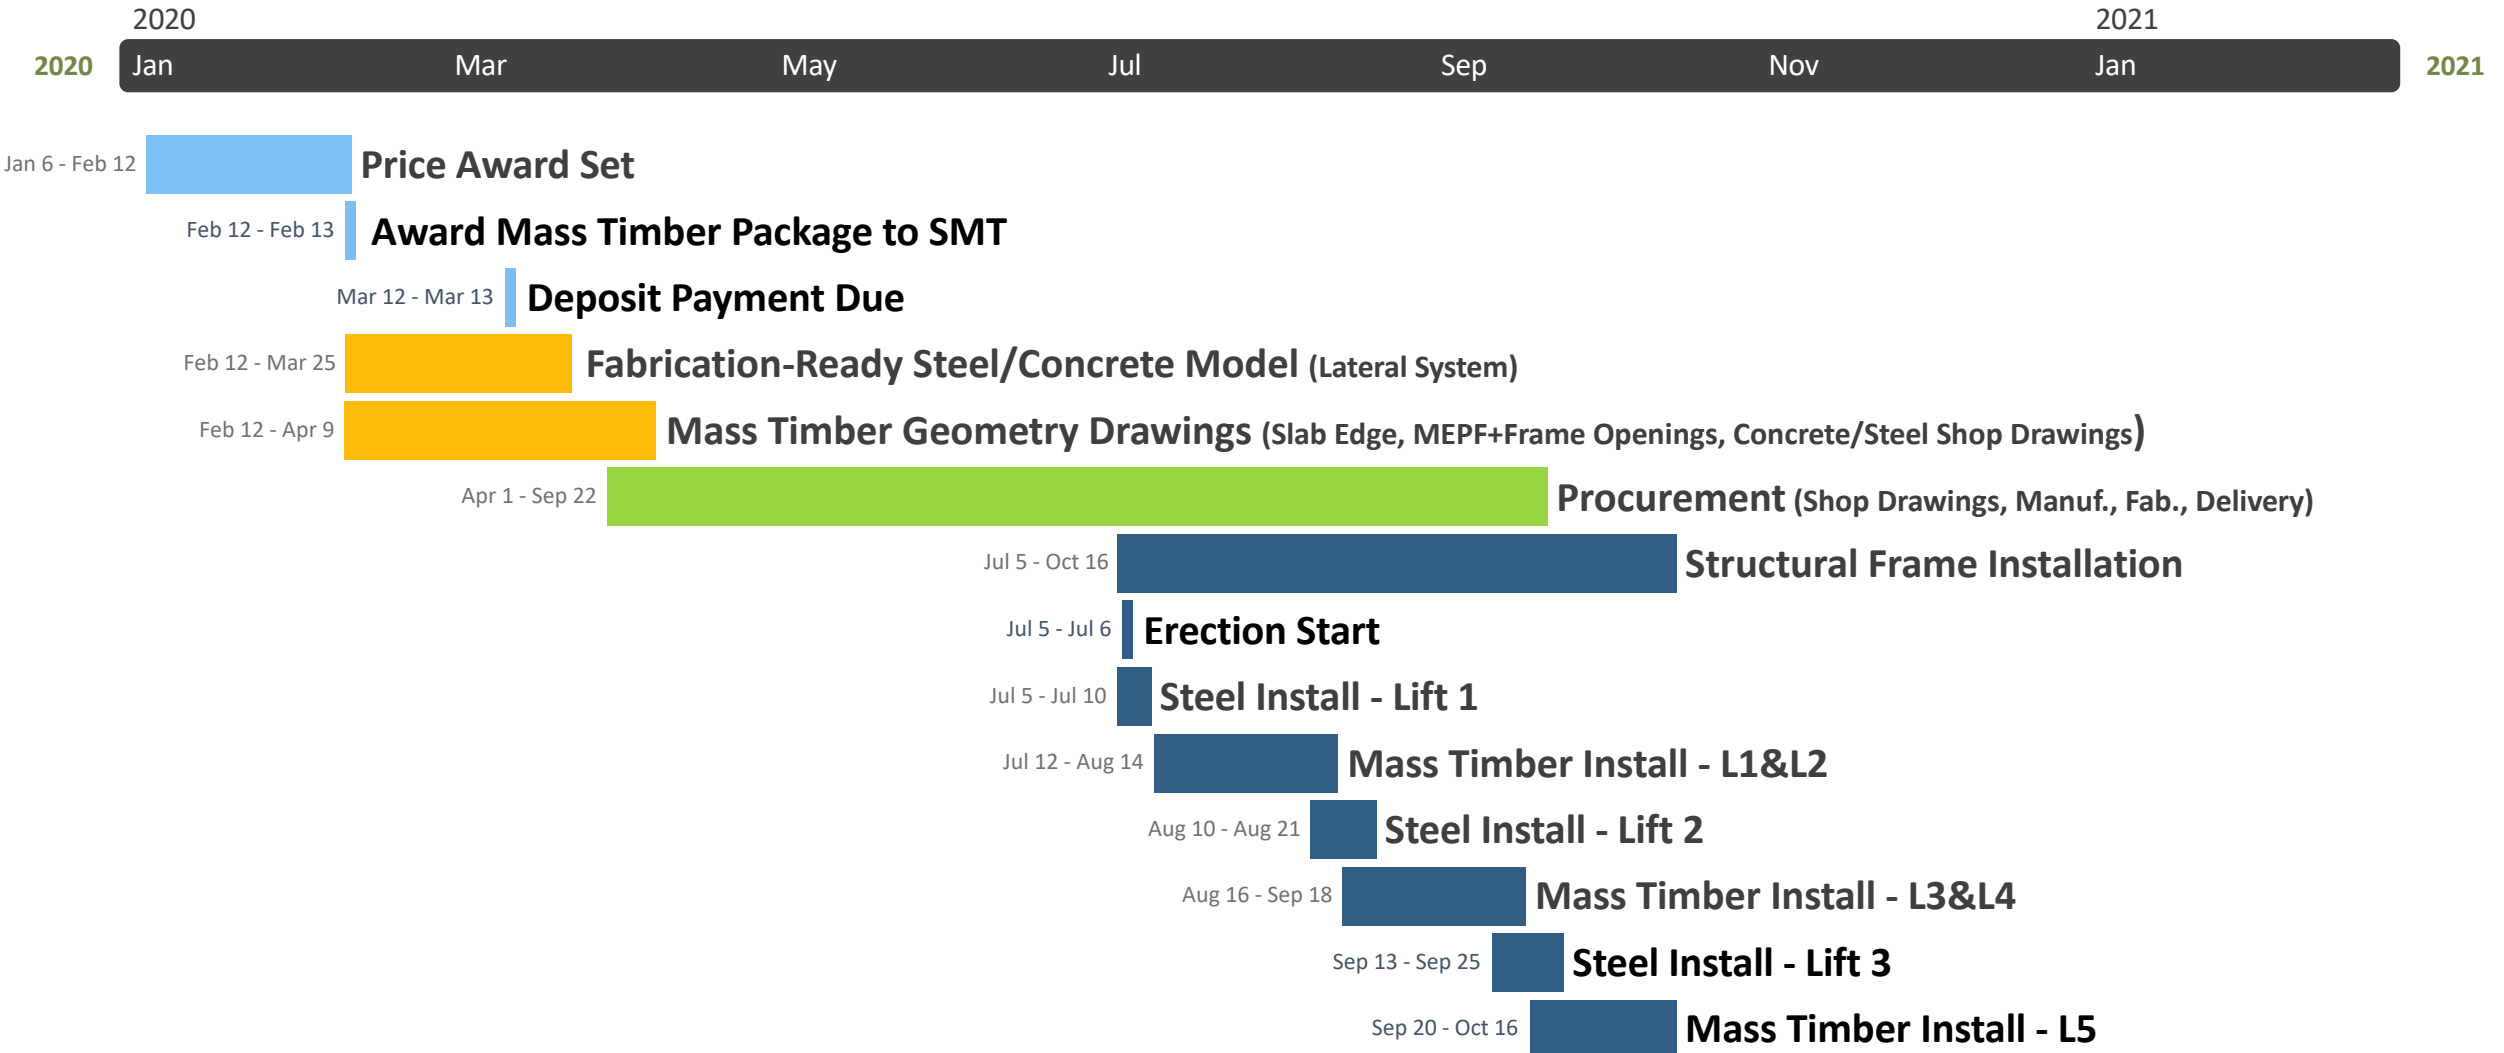 2020 2021
2020 Jan Mar May Jul Sep Nov Jan 2021
Jan 6 - Feb 12 Price Award Set
Feb 12 - Feb 13 Award Mass Timber Package to SMT
Mar 12 - Mar 13 Deposit Payment Due
Feb 12 - Mar 25 Fabrication-Ready Steel/Concrete Model (Lateral System)
Feb 12 - Apr 9 Mass Timber Geometry Drawings (Slab Edge, MEPF+Frame Openings, Concrete/Steel Shop Drawings)
Apr 1 - Sep 22 Procurement (Shop Drawings, Manuf., Fab., Delivery)
Jul 5 - Oct 16 Structural Frame Installation
Jul 5 - Jul 6 Erection Start
Jul 5 - Jul 10 Steel Install - Lift 1
Jul 12 - Aug 14 Mass Timber Install - L1&L2
Aug 10 - Aug 21 Steel Install - Lift 2
Aug 16 - Sep 18 Mass Timber Install - L3&L4
Sep 13 - Sep 25 Steel Install - Lift 3
Sep 20 - Oct 16 Mass Timber Install - L5